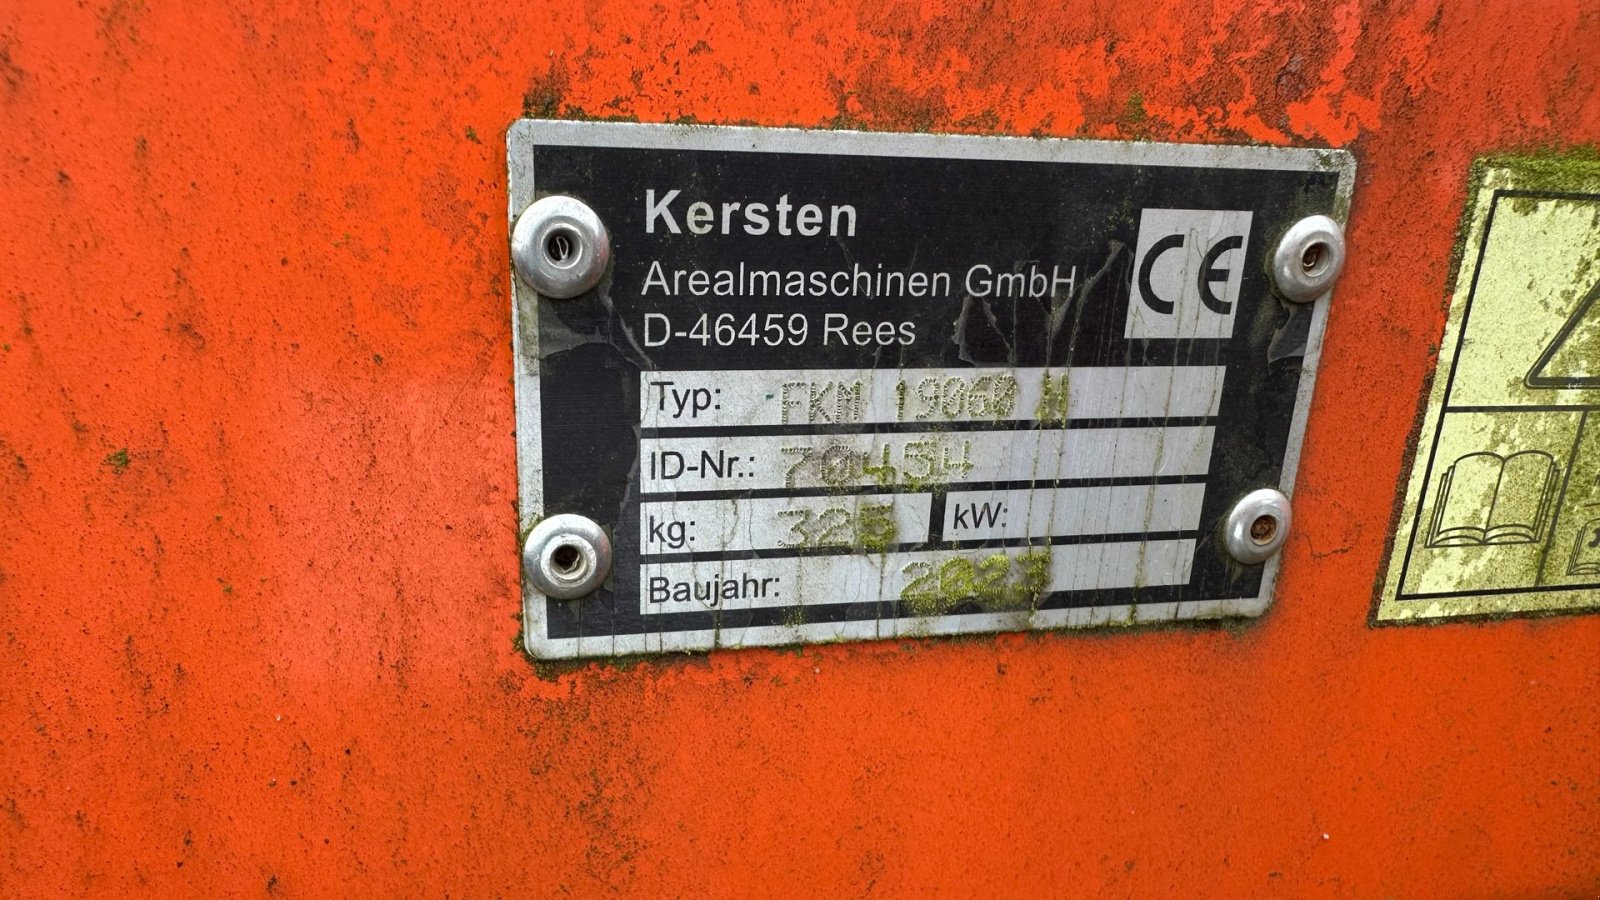 Kersten
Arealmaschinen GmbH
D-46459 Rees
CE
Typ: FKM 19060 H
ID-Nr.: 70454
kg: 325 kW:
Baujahr: 2023